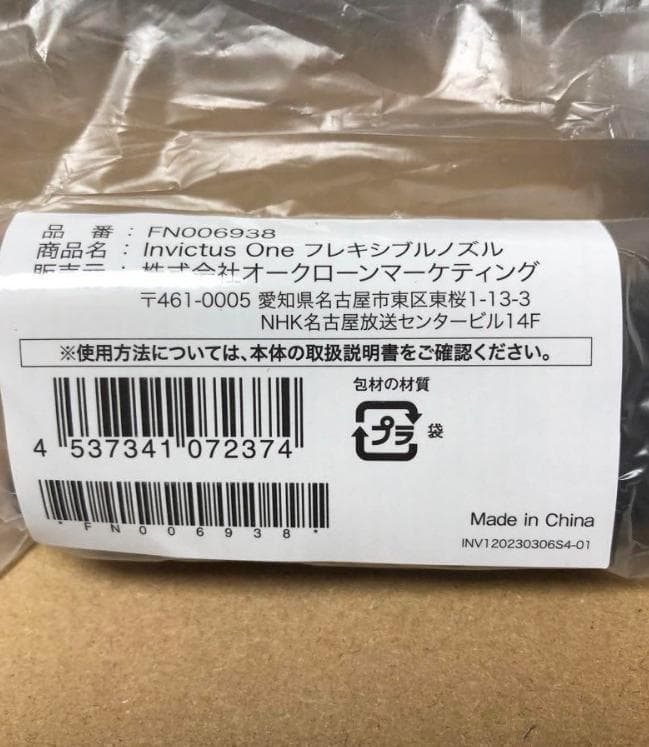 品 番 : FN006938
商品名 : Invictus One フレキシブルノズル
販売元 : 株式会社オークローンマーケティング
〒461-0005 愛知県名古屋市東区東桜1-13-3
NHK名古屋放送センタービル14F
※使用方法については、本体の取扱説明書をご確認ください。
包材の材質
プラ 袋
4 537341 072374
*FN006938*
Made in China
INV120230306S4-01